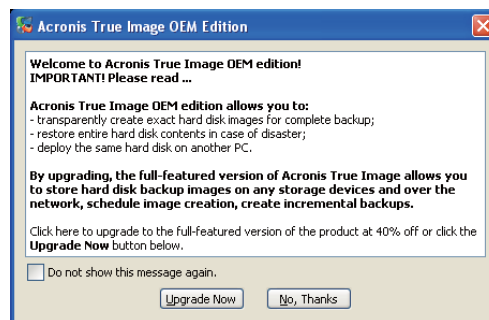 Acronis True Image OEM Edition
Welcome to Acronis True Image OEM edition!
IMPORTANT! Please read ...
Acronis True Image OEM edition allows you to:
- transparently create exact hard disk images for complete backup;
- restore entire hard disk contents in case of disaster;
- deploy the same hard disk on another PC.
By upgrading, the full-featured version of Acronis True Image allows you
to store hard disk backup images on any storage devices and over the
network, schedule image creation, create incremental backups.
Click here to upgrade to the full-featured version of the product at 40% off or click the
Upgrade Now button below.
Do not show this message again.
Upgrade Now
No, Thanks